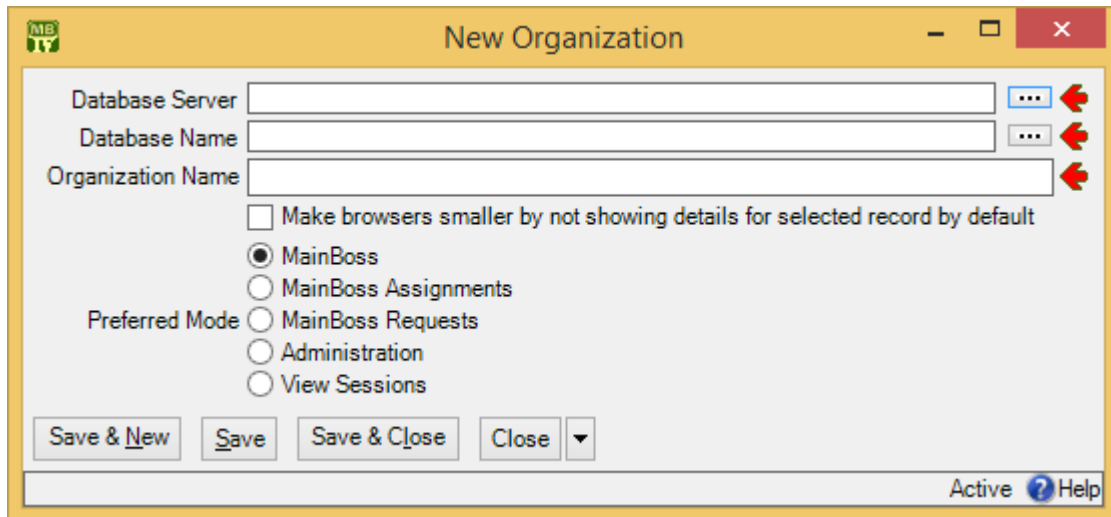 MB
New Organization
Database Server
...
Database Name
...
Organization Name
Make browsers smaller by not showing details for selected record by default
MainBoss
MainBoss Assignments
Preferred Mode MainBoss Requests
Administration
View Sessions
Save & New Save Save & Close Close
Active ? Help